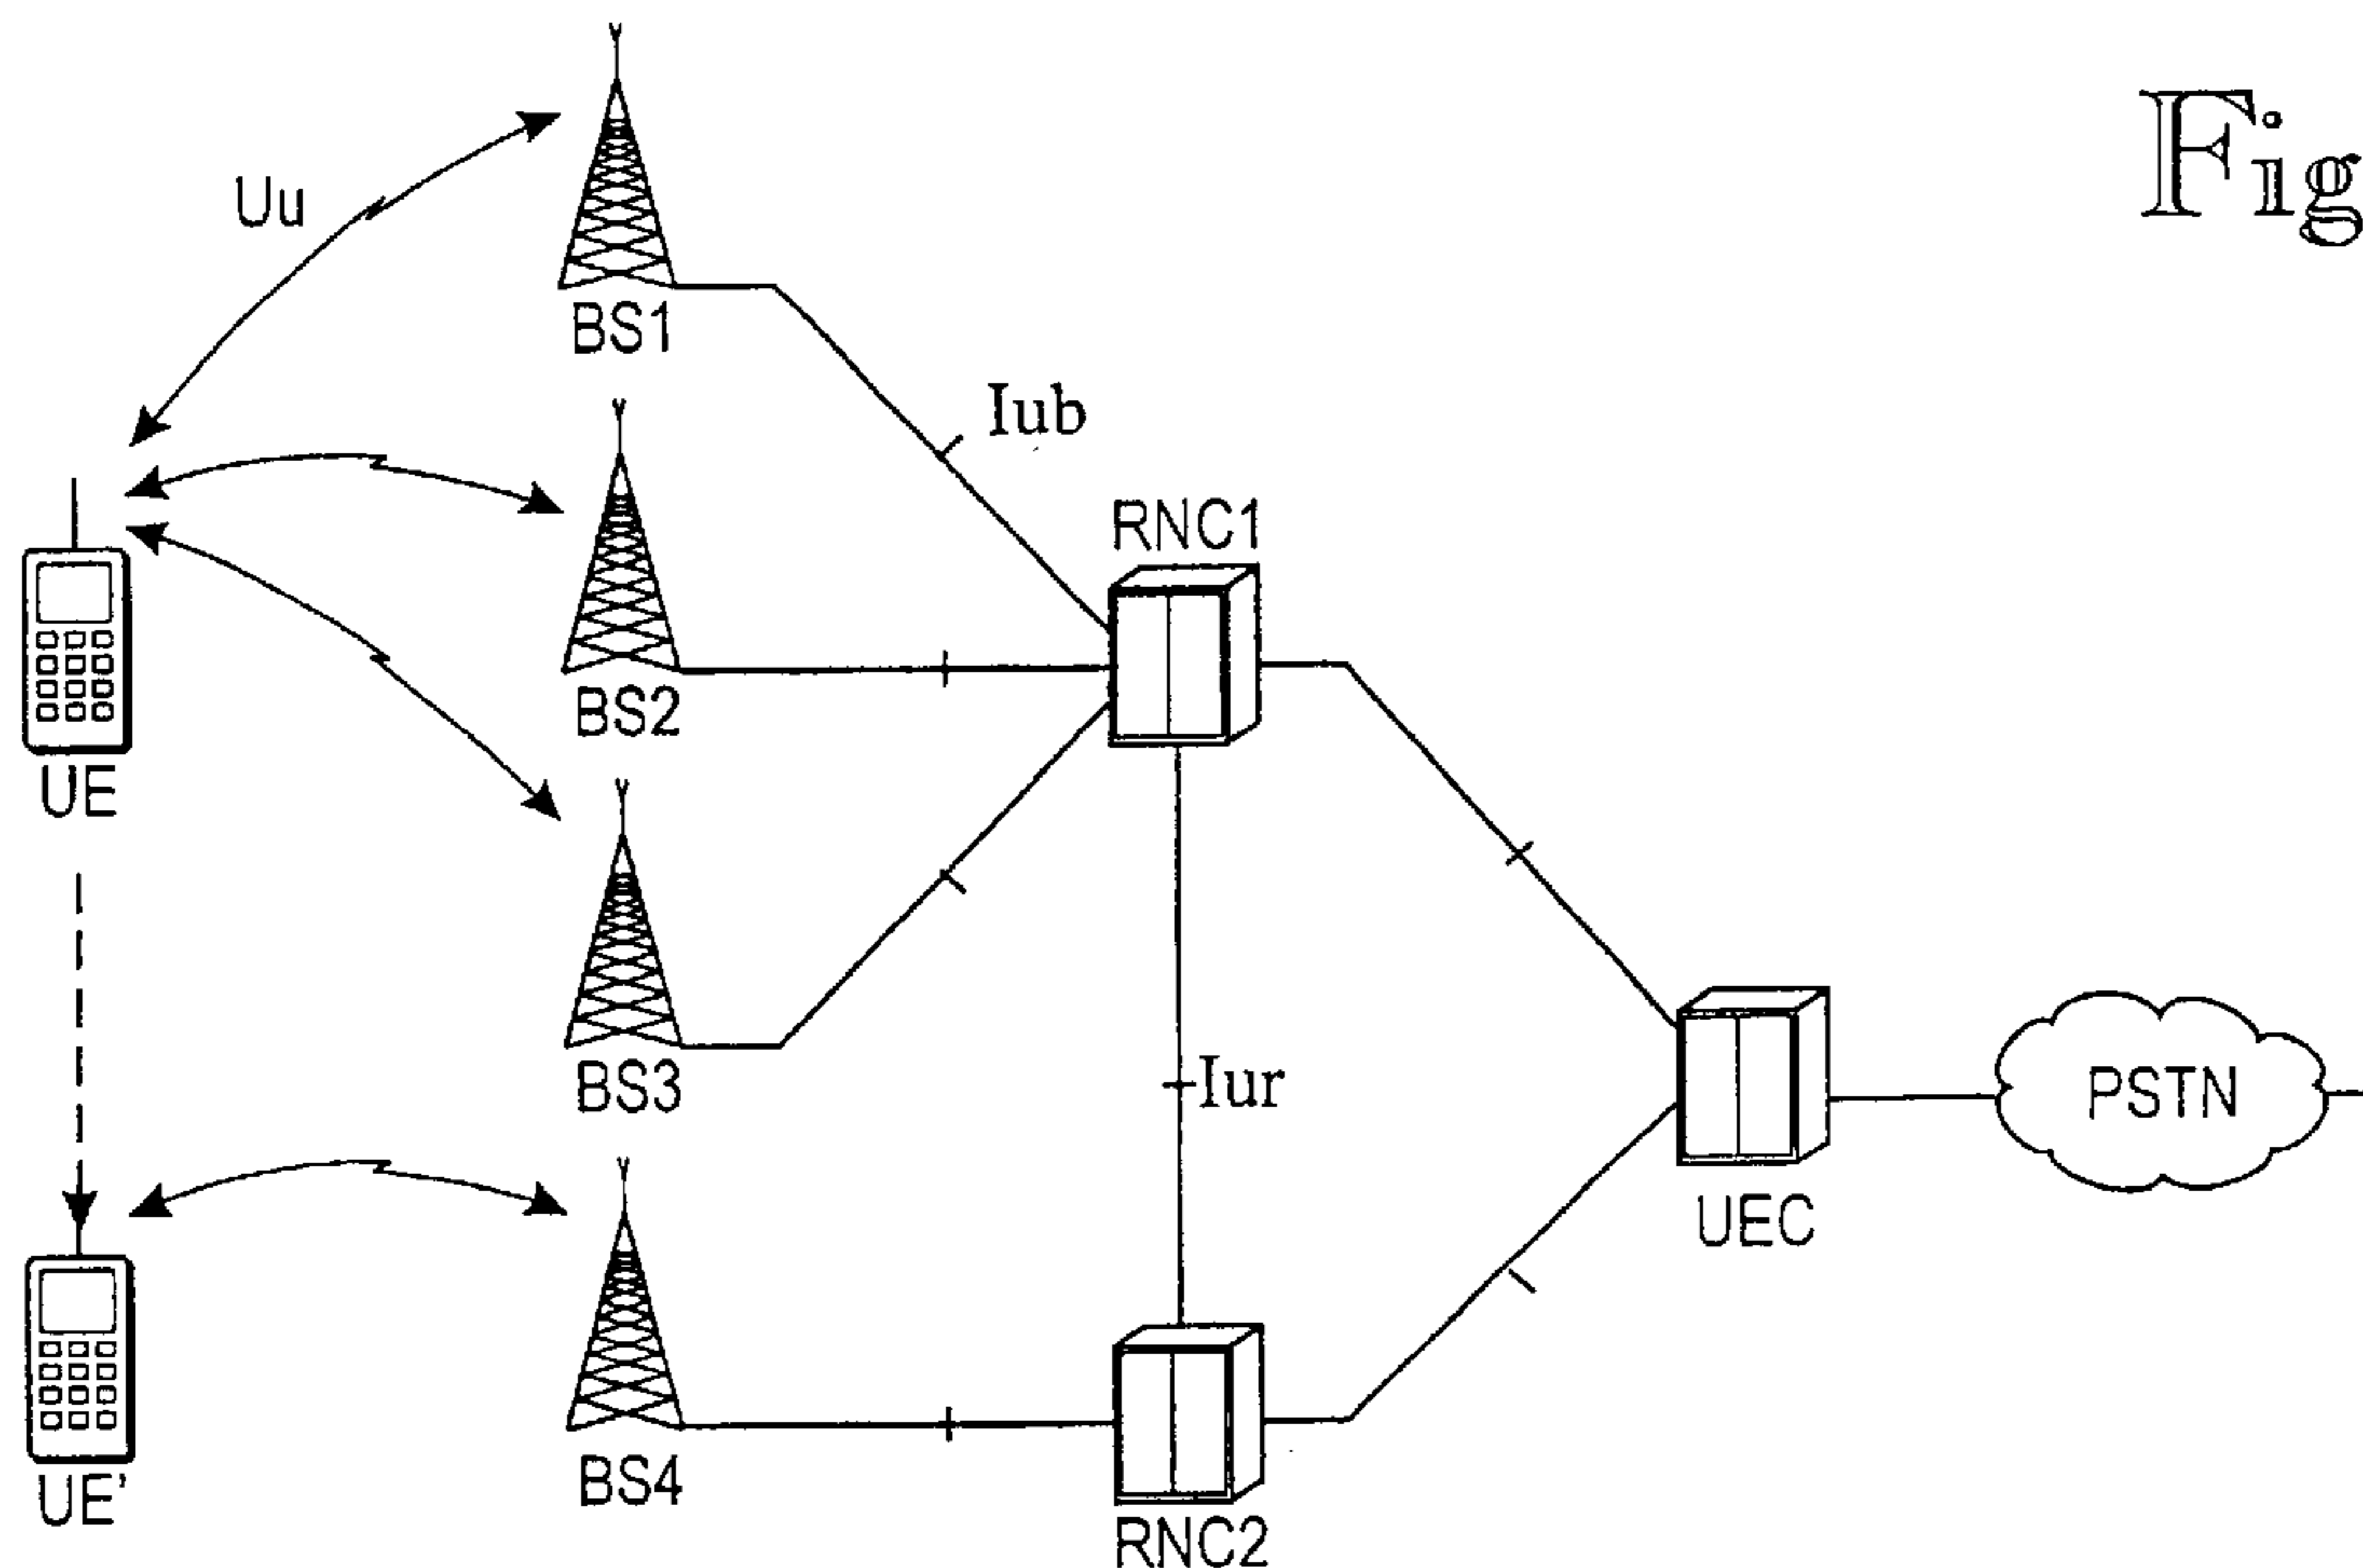 Fig
Uu
BS1
Iub
RNC1
BS2
UE
BS3
Iur
PSTN
UEC
BS4
UE'
RNC2